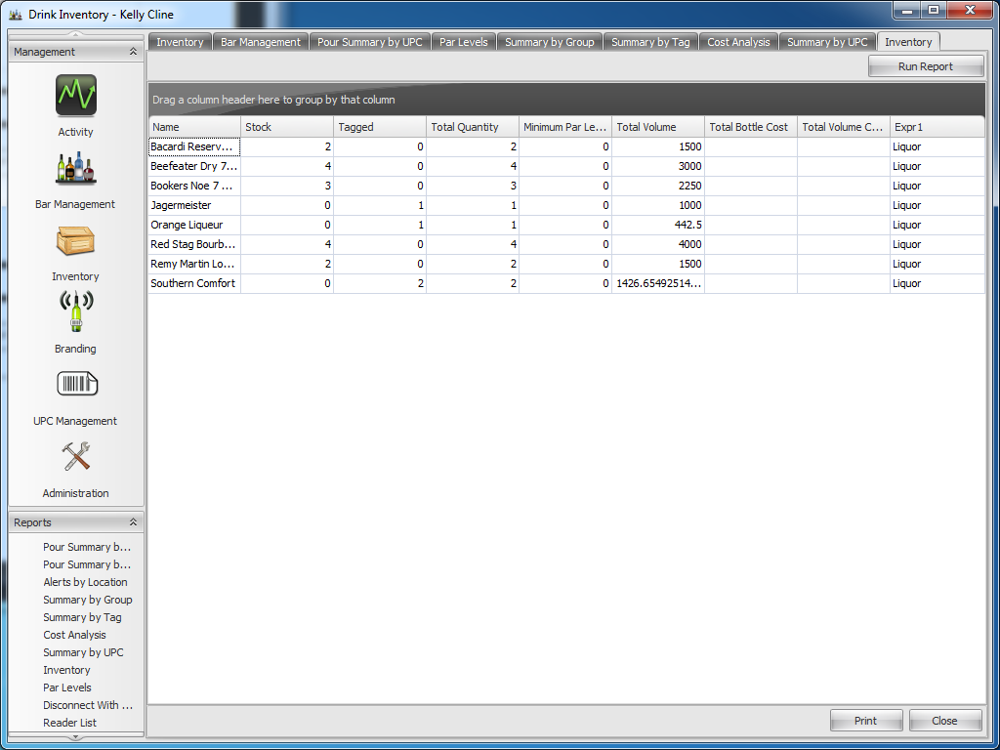 Drink Inventory - Kelly Cline
Management
Activity
Bar Management
Inventory
Branding
UPC Management
Administration
Reports
Pour Summary b...
Pour Summary b...
Alerts by Location
Summary by Group
Summary by Tag
Cost Analysis
Summary by UPC
Inventory
Par Levels
Disconnect With ...
Reader List
Inventory Bar Management Pour Summary by UPC Par Levels Summary by Group Summary by Tag Cost Analysis Summary by UPC Inventory
Run Report
Drag a column header here to group by that column
Name Stock Tagged Total Quantity Minimum Par Le... Total Volume Total Bottle Cost Total Volume C... Expr1
Bacardi Reserv... 2 0 2 0 1500 Liquor
Beefeater Dry 7... 4 0 4 0 3000 Liquor
Bookers Noe 7 ... 3 0 3 0 2250 Liquor
Jagermeister 0 1 1 0 1000 Liquor
Orange Liqueur 0 1 1 0 442.5 Liquor
Red Stag Bourb... 4 0 4 0 4000 Liquor
Remy Martin Lo... 2 0 2 0 1500 Liquor
Southern Comfort 0 2 2 0 1426.65492514... Liquor
Print Close